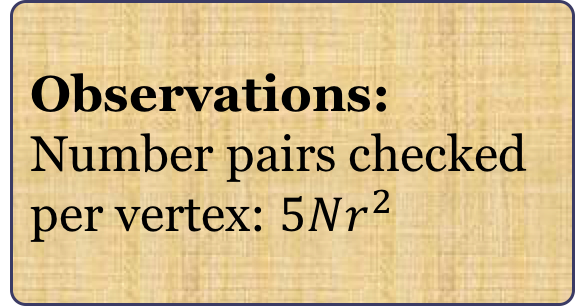 Observations:
Number pairs checked
per vertex: 5Nr²